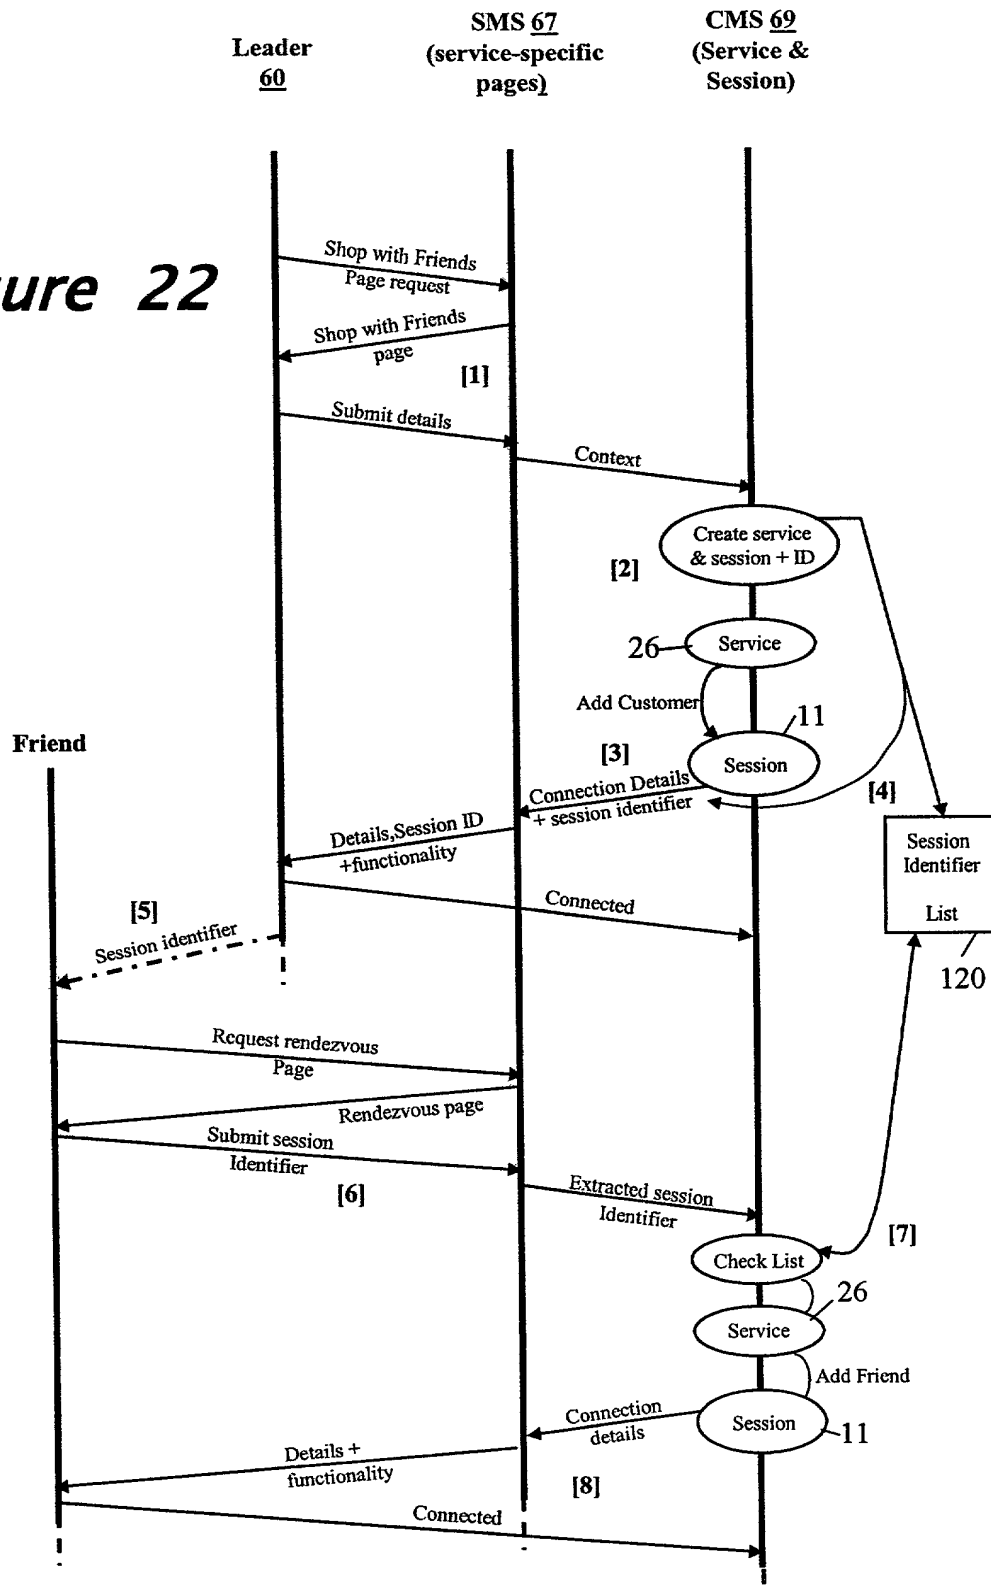 SMS 67
(service-specific
pages)
CMS 69
(Service &
Session)
Leader
60
ure 22
Shop with Friends
Page request
Shop with Friends
page
[1]
Submit details
Context
Create service
& session + ID
[2]
26
Service
Add Customer
11
Friend
[3]
Session
Connection Details
+ session identifier
[4]
Details,Session ID
+functionality
Session
Identifier
List
120
Connected
[5]
Session identifier
Request rendezvous
Page
Rendezvous page
Submit session
Identifier
[6]
Extracted session
Identifier
[7]
Check List
26
Service
Add Friend
Connection
details
Session
11
Details +
functionality
[8]
Connected